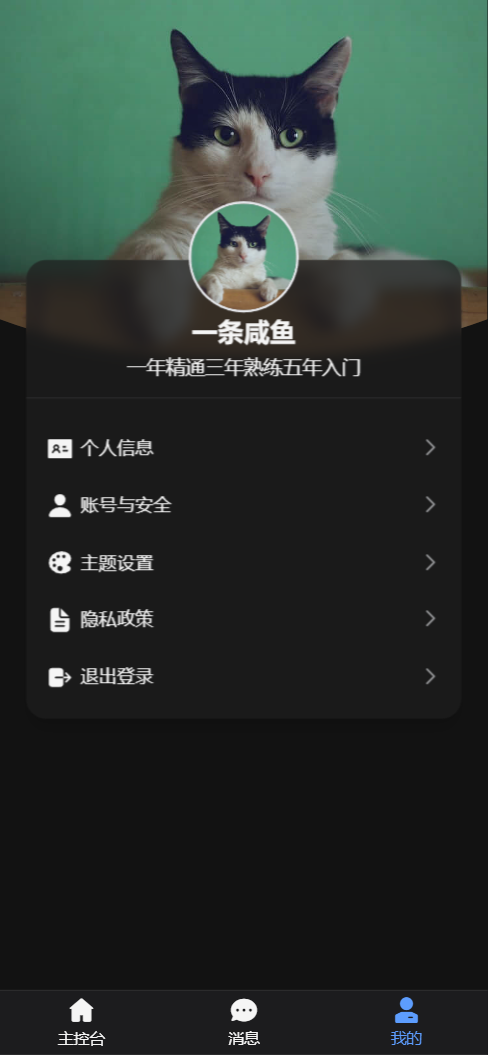 一条咸鱼
一年精通三年熟练五年入门
个人信息
账号与安全
主题设置
隐私政策
退出登录
主控台
消息
我的